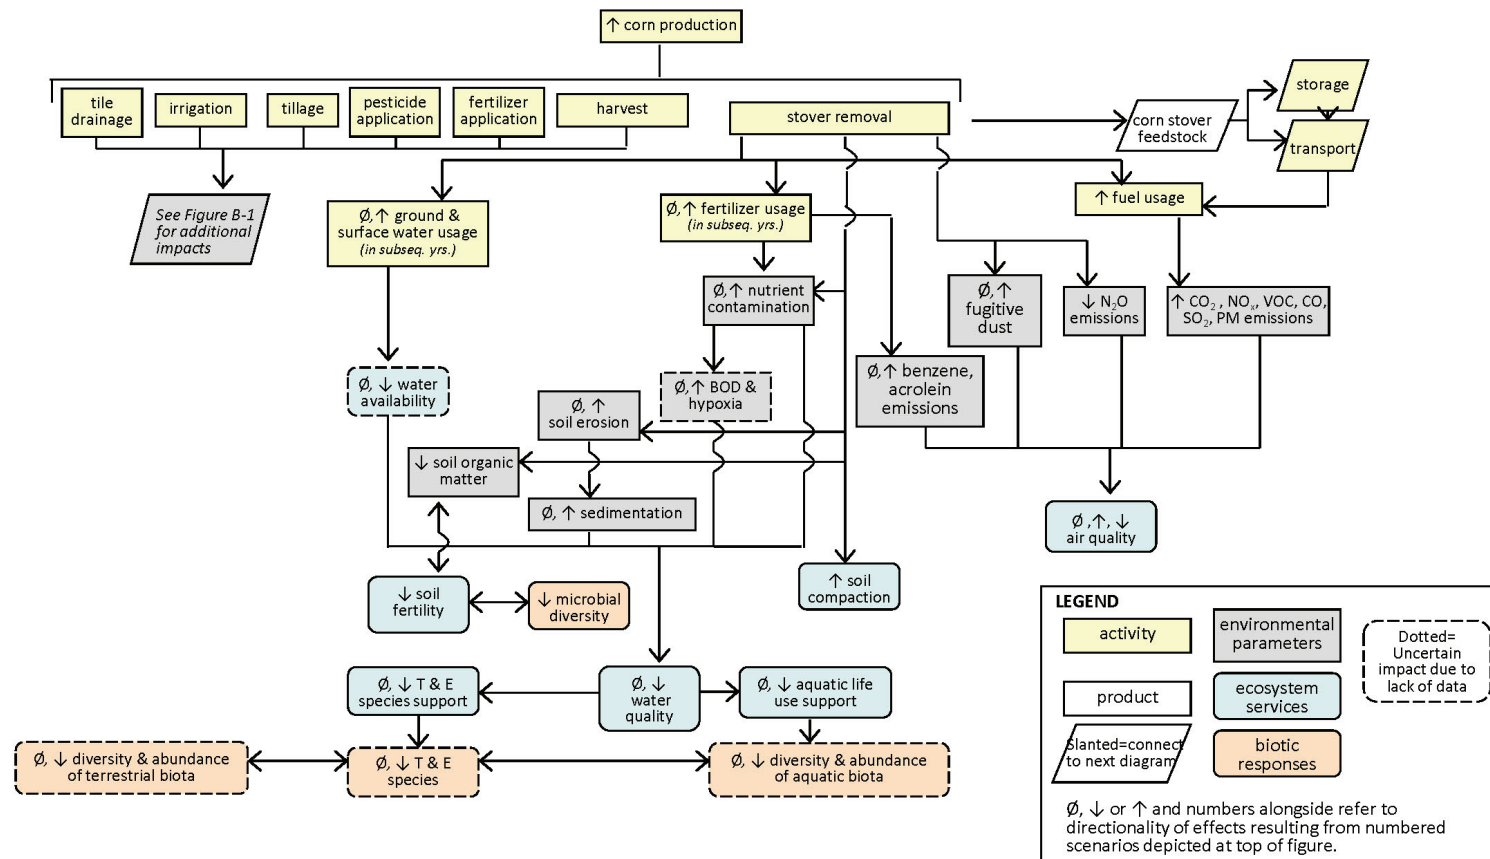 ↑ corn production
tile
drainage
irrigation
tillage
pesticide
application
fertilizer
application
harvest
stover removal
corn stover
feedstock
storage
transport
See Figure B-1
for additional
impacts
Ø,↑ ground &
surface water usage
(in subseq. yrs.)
Ø,↑ fertilizer usage
(in subseq. yrs.)
↑ fuel usage
Ø,↑ nutrient
contamination
Ø, ↑
fugitive
dust
↓ N₂O
emissions
↑ CO₂ , NOₓ, VOC, CO,
SO₂, PM emissions
Ø, ↓ water
availability
Ø,↑ BOD &
hypoxia
Ø,↑ benzene,
acrolein
emissions
Ø, ↑
soil erosion
↓ soil organic
matter
Ø, ↑ sedimentation
Ø ,↑, ↓
air quality
↓ soil
fertility
↓ microbial
diversity
↑ soil
compaction
Ø, ↓ T & E
species support
Ø, ↓
water
quality
Ø, ↓ aquatic life
use support
Ø, ↓ diversity & abundance
of terrestrial biota
Ø, ↓ T & E
species
Ø, ↓ diversity & abundance
of aquatic biota
LEGEND
activity
environmental
parameters
Dotted=
Uncertain
impact due to
lack of data
product
ecosystem
services
Slanted=connect
to next diagram
biotic
responses
Ø, ↓ or ↑ and numbers alongside refer to
directionality of effects resulting from numbered
scenarios depicted at top of figure.